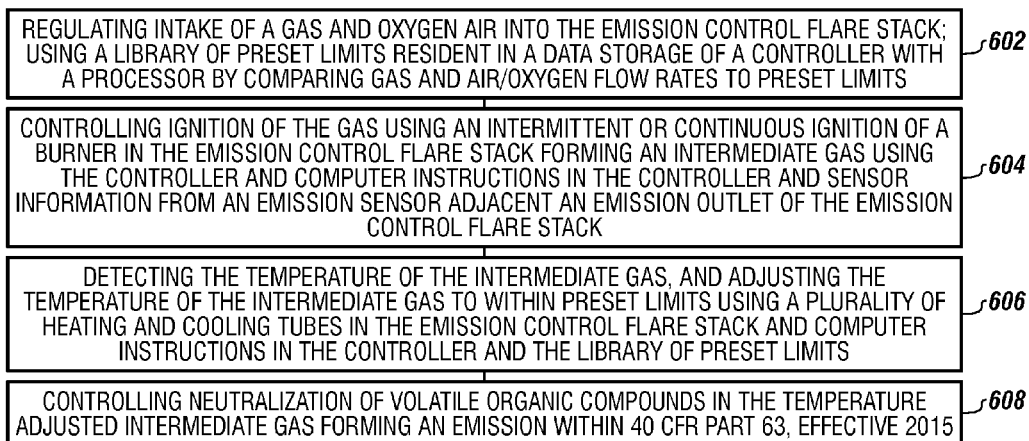 REGULATING INTAKE OF A GAS AND OXYGEN AIR INTO THE EMISSION CONTROL FLARE STACK;
USING A LIBRARY OF PRESET LIMITS RESIDENT IN A DATA STORAGE OF A CONTROLLER WITH
A PROCESSOR BY COMPARING GAS AND AIR/OXYGEN FLOW RATES TO PRESET LIMITS
602
CONTROLLING IGNITION OF THE GAS USING AN INTERMITTENT OR CONTINUOUS IGNITION OF A
BURNER IN THE EMISSION CONTROL FLARE STACK FORMING AN INTERMEDIATE GAS USING
THE CONTROLLER AND COMPUTER INSTRUCTIONS IN THE CONTROLLER AND SENSOR
INFORMATION FROM AN EMISSION SENSOR ADJACENT AN EMISSION OUTLET OF THE EMISSION
CONTROL FLARE STACK
604
DETECTING THE TEMPERATURE OF THE INTERMEDIATE GAS, AND ADJUSTING THE
TEMPERATURE OF THE INTERMEDIATE GAS TO WITHIN PRESET LIMITS USING A PLURALITY OF
HEATING AND COOLING TUBES IN THE EMISSION CONTROL FLARE STACK AND COMPUTER
INSTRUCTIONS IN THE CONTROLLER AND THE LIBRARY OF PRESET LIMITS
606
CONTROLLING NEUTRALIZATION OF VOLATILE ORGANIC COMPOUNDS IN THE TEMPERATURE
ADJUSTED INTERMEDIATE GAS FORMING AN EMISSION WITHIN 40 CFR PART 63, EFFECTIVE 2015
608